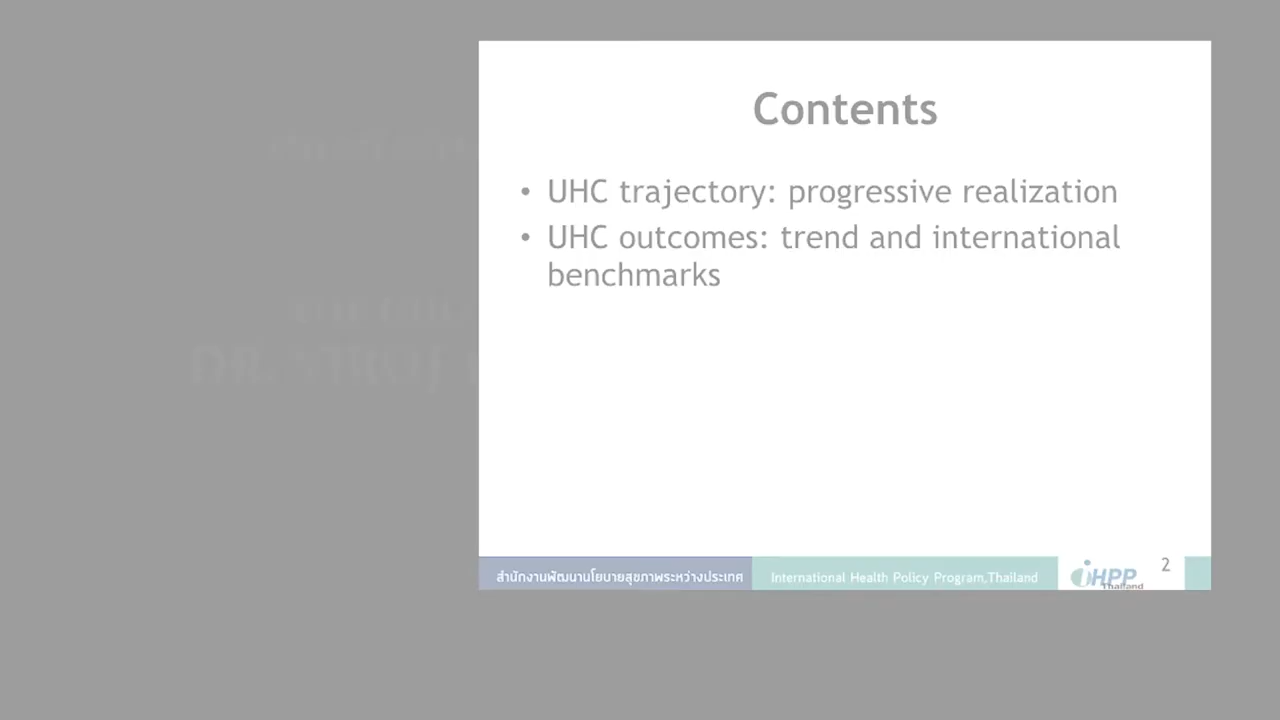 Contents
• UHC trajectory: progressive realization
• UHC outcomes: trend and international
benchmarks
สำนักงานพัฒนานโยบายสุขภาพระหว่างประเทศ
International Health Policy Program,Thailand
iHPP
Thailand
2
DR.